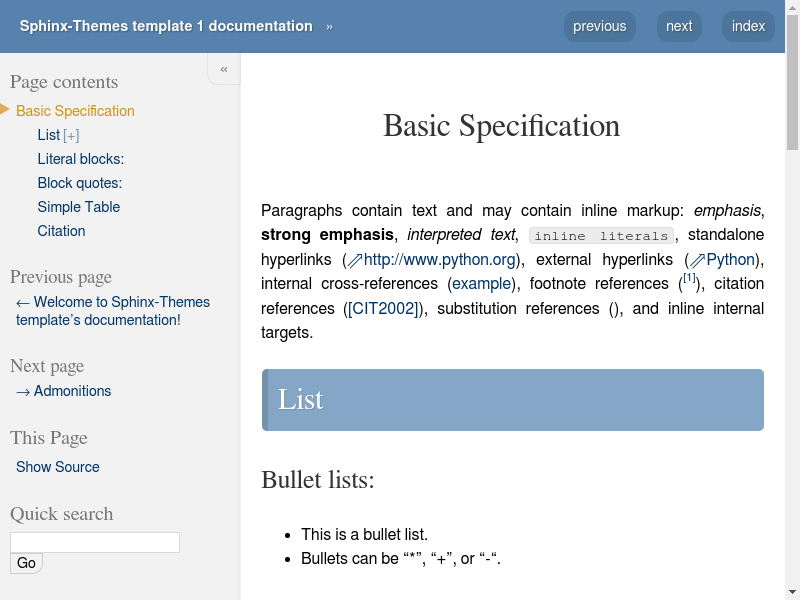 Sphinx-Themes template 1 documentation »
previous
next
index
«
Page contents
Basic Specification
List [+]
Literal blocks:
Block quotes:
Simple Table
Citation
Previous page
← Welcome to Sphinx-Themes
template's documentation!
Next page
→ Admonitions
This Page
Show Source
Quick search
Go
Basic Specification
Paragraphs contain text and may contain inline markup: emphasis,
strong emphasis, interpreted text, inline literals, standalone
hyperlinks (⇗http://www.python.org), external hyperlinks (⇗Python),
internal cross-references (example), footnote references ([1]), citation
references ([CIT2002]), substitution references (), and inline internal
targets.
List
Bullet lists:
• This is a bullet list.
• Bullets can be “*”, “+”, or “-“.